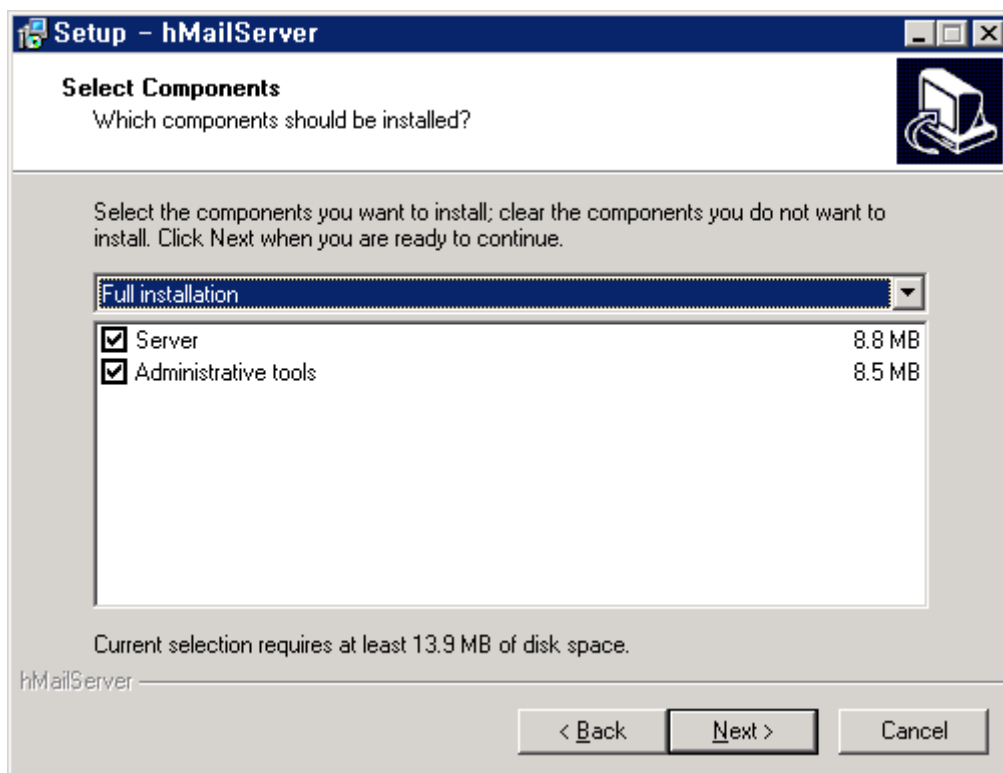 Setup - hMailServer
Select Components
Which components should be installed?
Select the components you want to install; clear the components you do not want to
install. Click Next when you are ready to continue.
Full installation
Server 8.8 MB
Administrative tools 8.5 MB
Current selection requires at least 13.9 MB of disk space.
hMailServer
< Back Next > Cancel